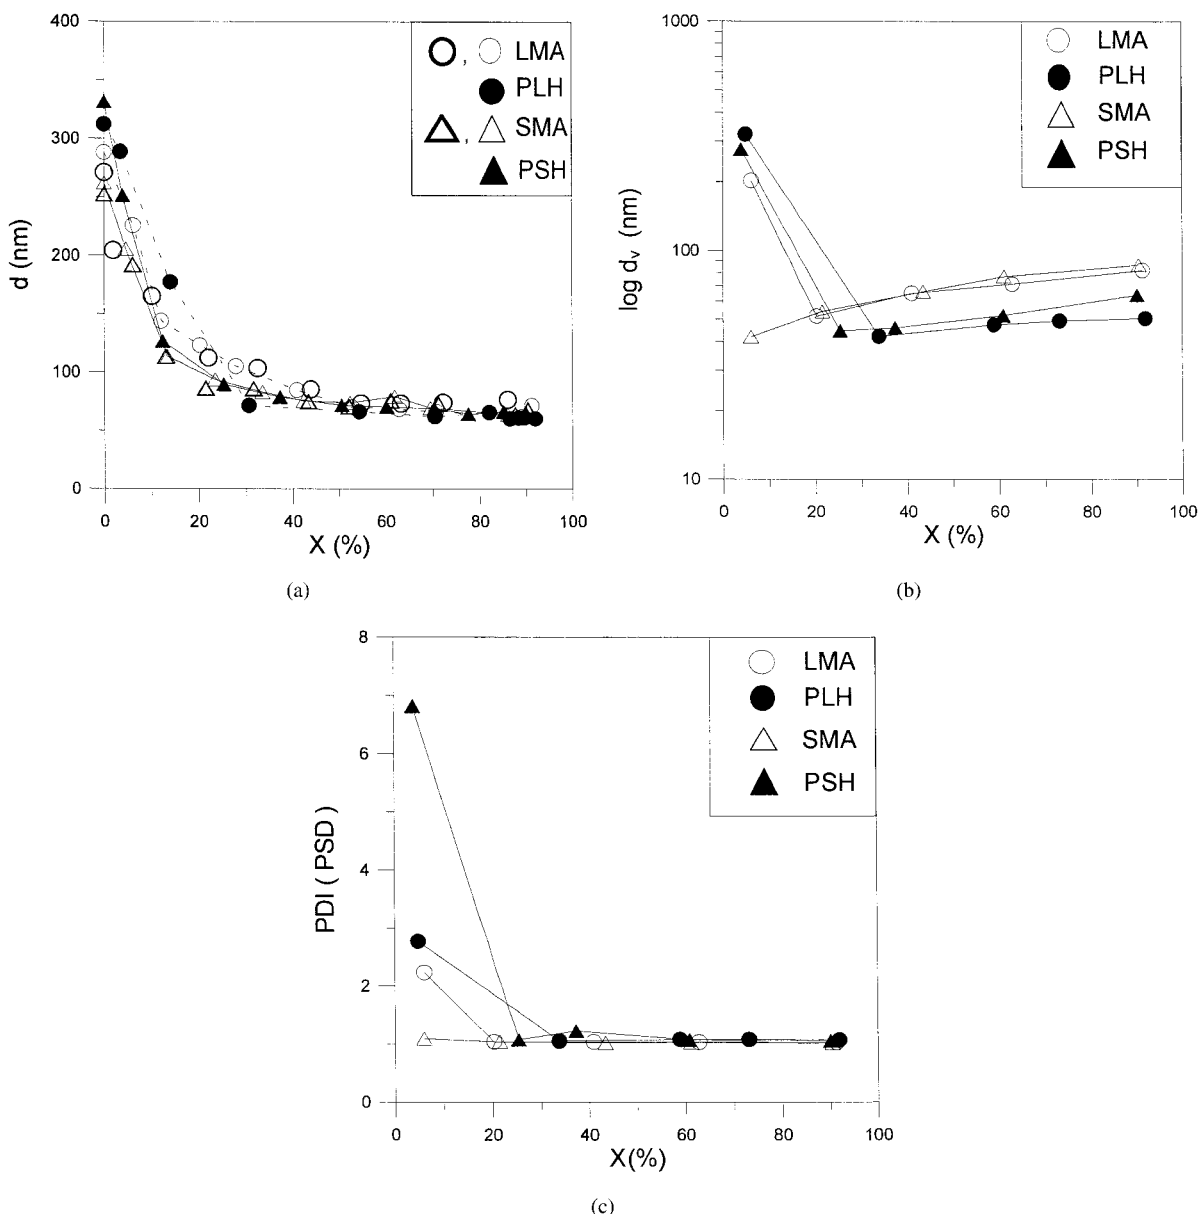 400
300
200
100
0
d (nm)
0 20 40 60 80 100
X (%)
, LMA
PLH
, SMA
PSH
(a)
1000
100
10
log dᵥ (nm)
0 20 40 60 80 100
X (%)
LMA
PLH
SMA
PSH
(b)
8
6
4
2
0
PDI ( PSD )
0 20 40 60 80 100
X(%)
LMA
PLH
SMA
PSH
(c)